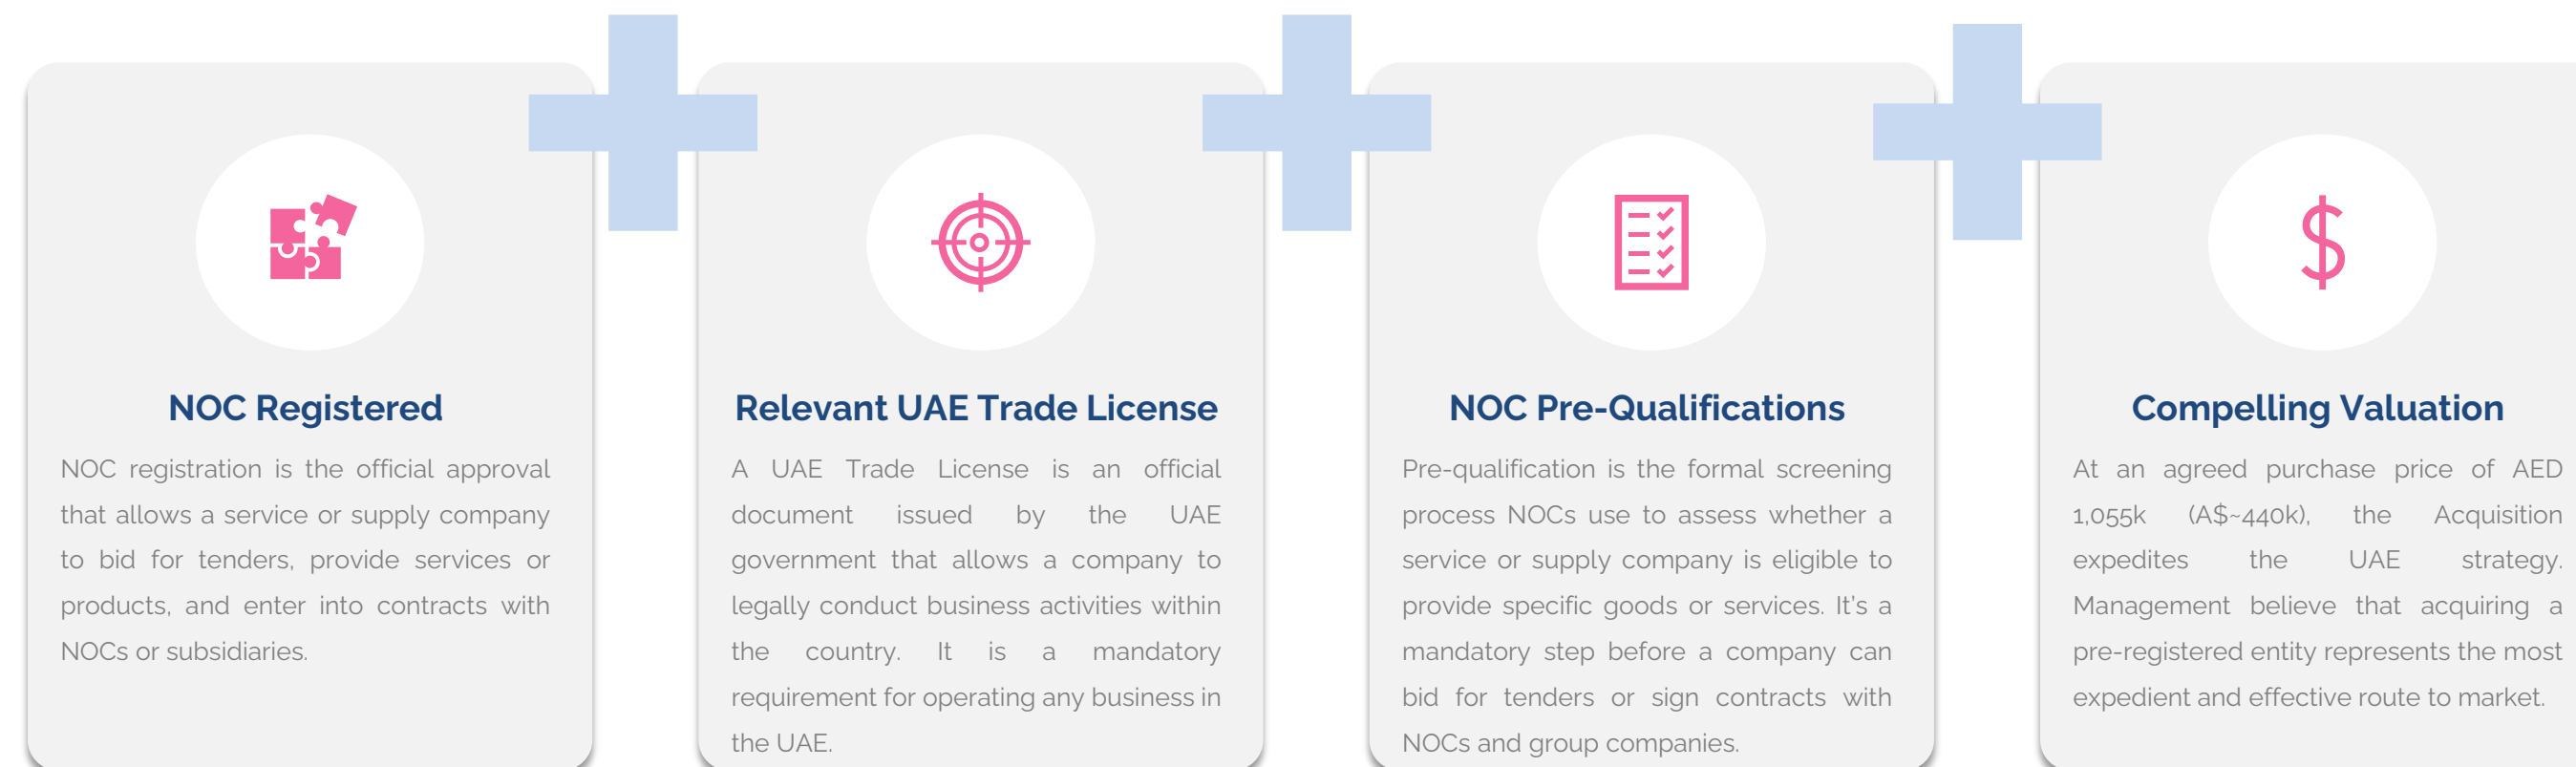 NOC Registered
NOC registration is the official approval
that allows a service or supply company
to bid for tenders, provide services or
products, and enter into contracts with
NOCs or subsidiaries.
Relevant UAE Trade License
A UAE Trade License is an official
document issued by the UAE
government that allows a company to
legally conduct business activities within
the country. It is a mandatory
requirement for operating any business in
the UAE.
NOC Pre-Qualifications
Pre-qualification is the formal screening
process NOCs use to assess whether a
service or supply company is eligible to
provide specific goods or services. It’s a
mandatory step before a company can
bid for tenders or sign contracts with
NOCs and group companies.
Compelling Valuation
At an agreed purchase price of AED
1,055k (A$~440k), the Acquisition
expedites the UAE strategy.
Management believe that acquiring a
pre-registered entity represents the most
expedient and effective route to market.